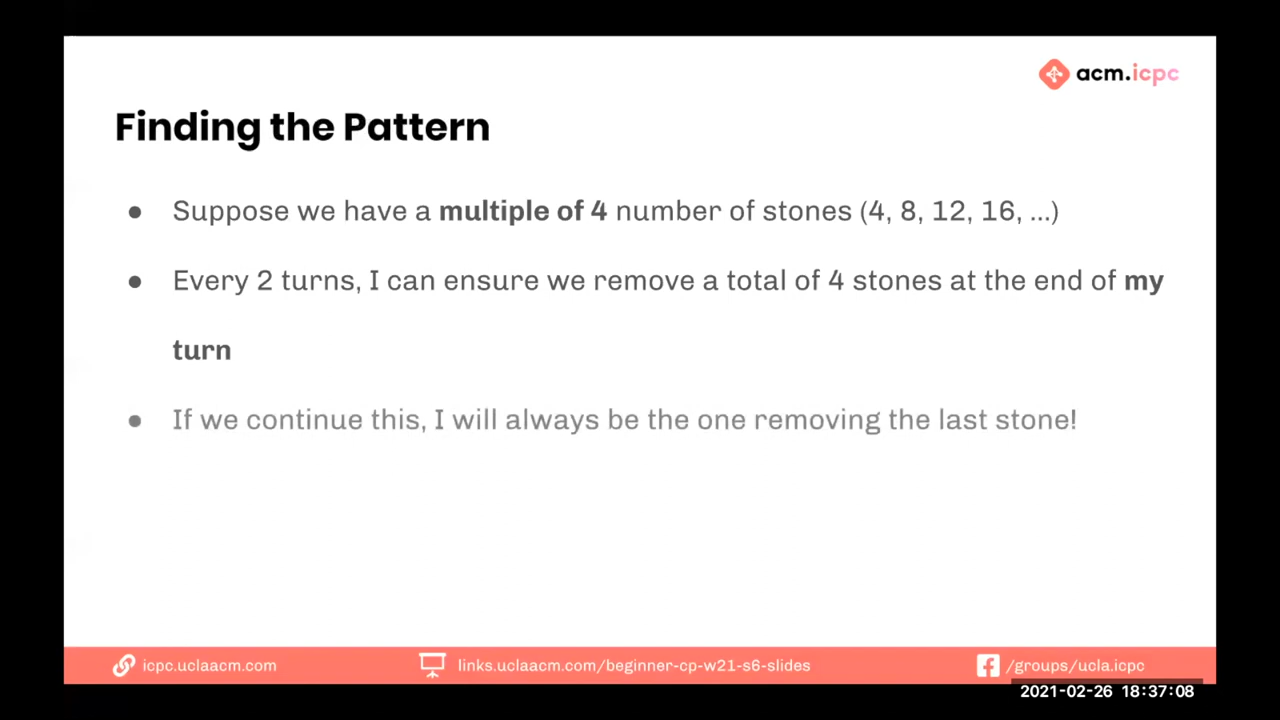 acm.icpc
Finding the Pattern
● Suppose we have a multiple of 4 number of stones (4, 8, 12, 16, ...)
● Every 2 turns, I can ensure we remove a total of 4 stones at the end of my
turn
● If we continue this, I will always be the one removing the last stone!
icpc.uclaacm.com
links.uclaacm.com/beginner-cp-w21-s6-slides
/groups/ucla.icpc
2021-02-26 18:37:08